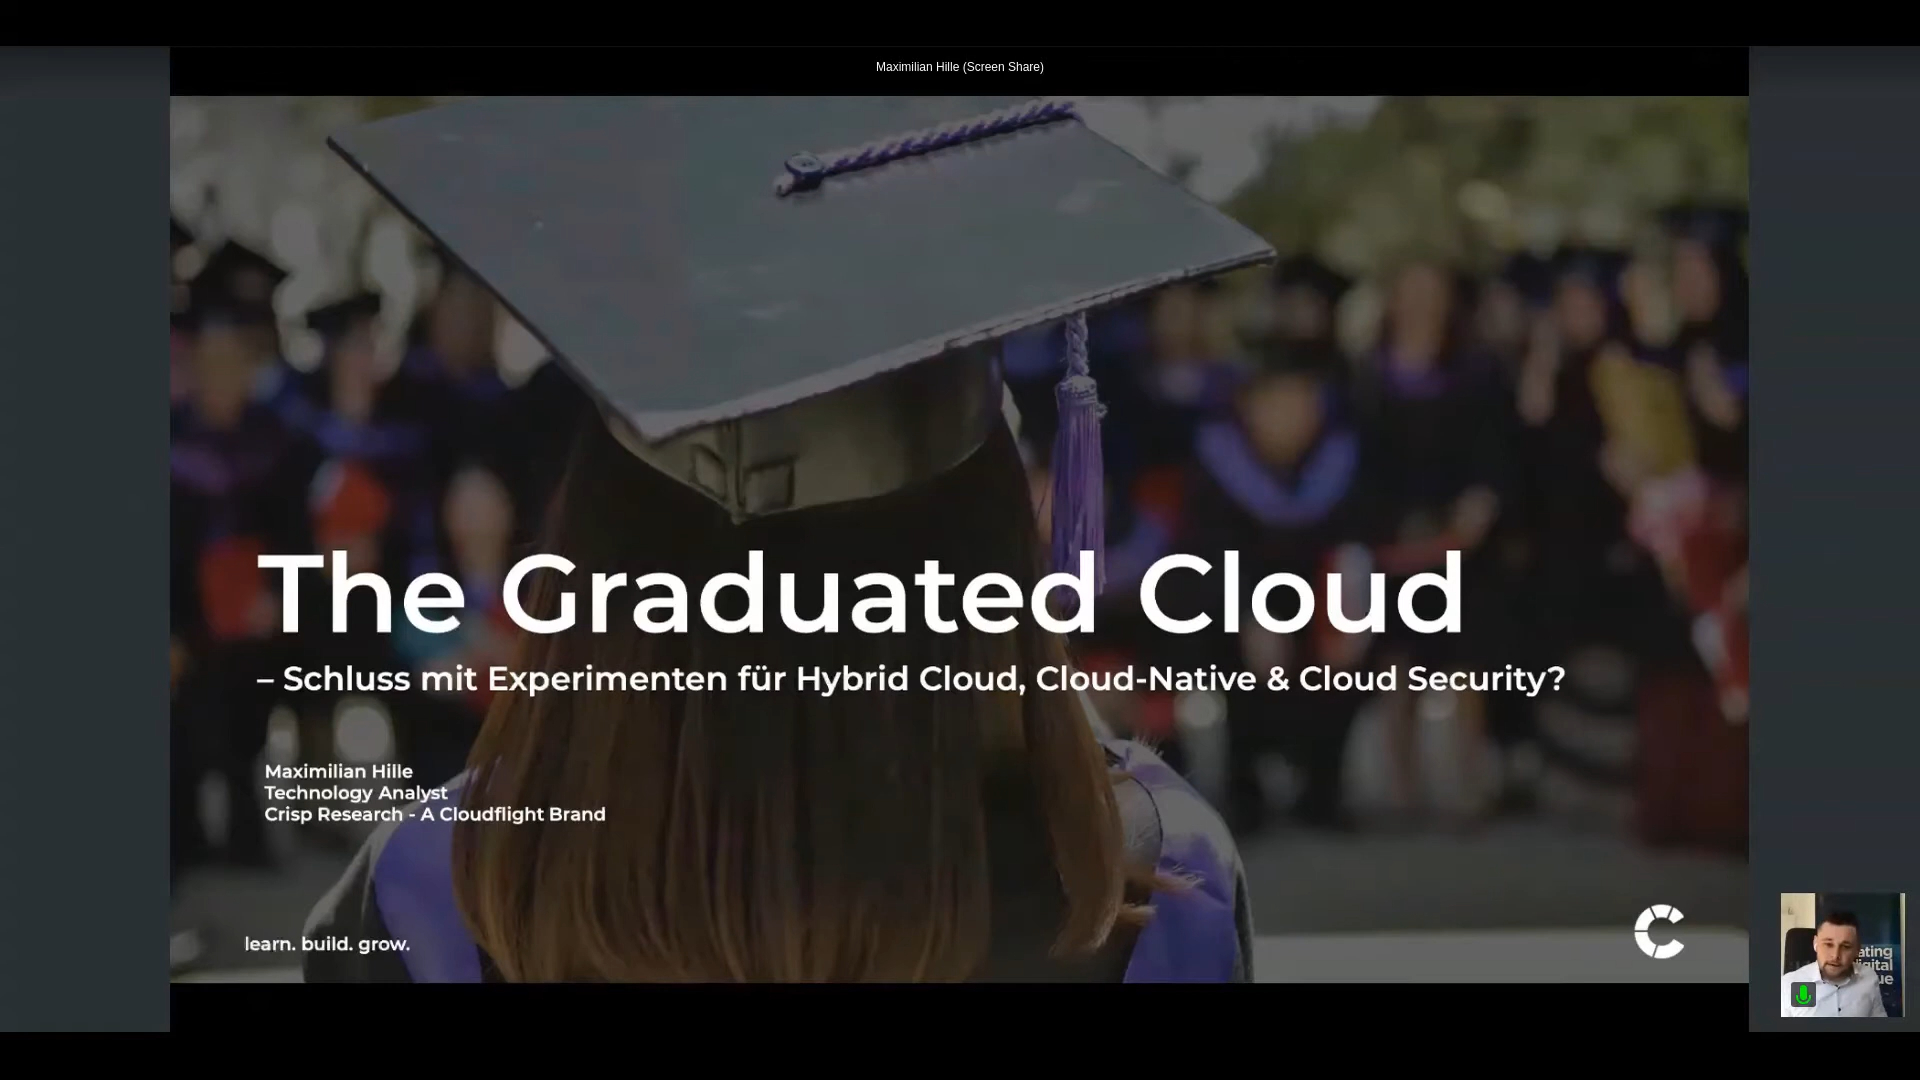 Maximilian Hille (Screen Share)
The Graduated Cloud
– Schluss mit Experimenten für Hybrid Cloud, Cloud-Native & Cloud Security?
Maximilian Hille
Technology Analyst
Crisp Research - A Cloudflight Brand
learn. build. grow.